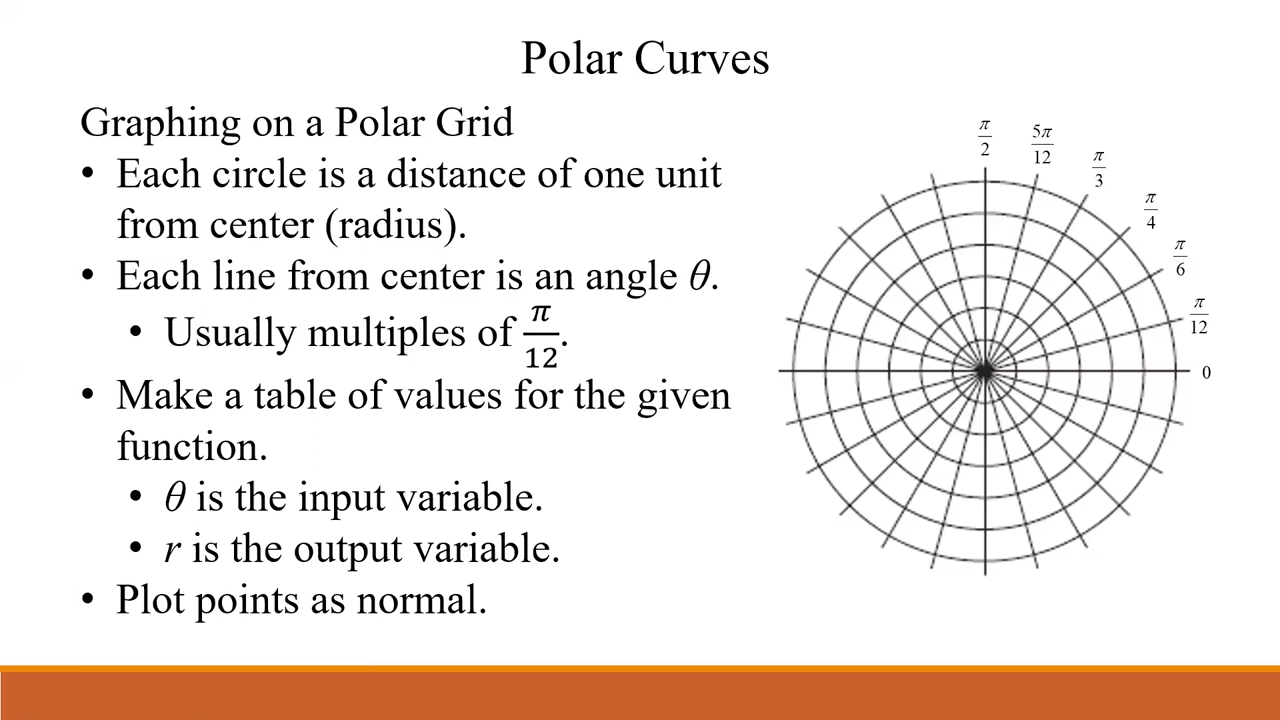 Polar Curves
Graphing on a Polar Grid
• Each circle is a distance of one unit
from center (radius).
• Each line from center is an angle θ.
• Usually multiples of π/12.
• Make a table of values for the given
function.
• θ is the input variable.
• r is the output variable.
• Plot points as normal.
π/2
5π/12
π/3
π/4
π/6
π/12
0